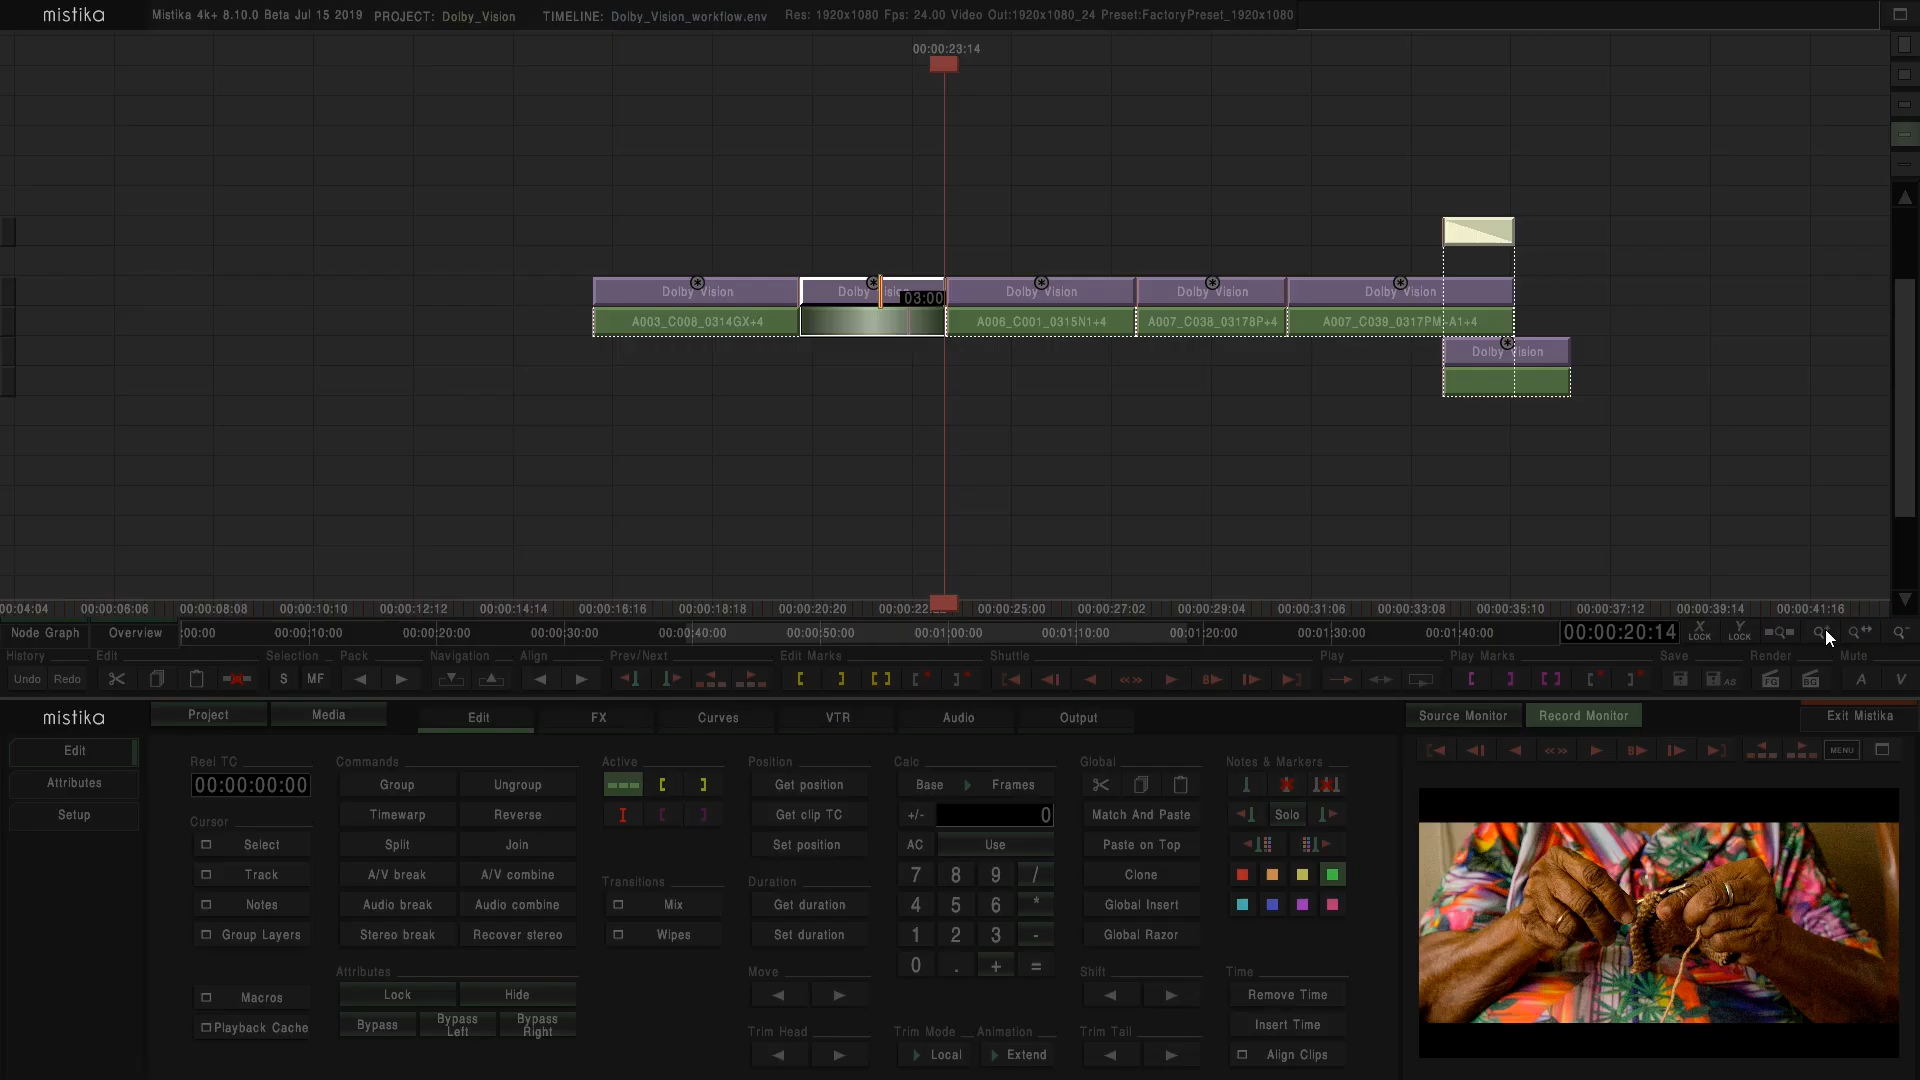 mistika Mistika 4k+ 8.10.0 Beta Jul 15 2019 PROJECT: Dolby_Vision TIMELINE: Dolby_Vision_workflow.env Res: 1920x1080 Fps: 24.00 Video Out:1920x1080_24 Preset:FactoryPreset_1920x1080
00:00:23:14
Dolby Vision Dolby Vision Dolby Vision Dolby Vision Dolby Vision
03:00
A003_C008_0314GX+4 A006_C001_0315N1+4 A007_C038_03178P+4 A007_C039_0317PM-A1+4
Dolby Vision
00:04:04 00:00:06:06 00:00:08:08 00:00:10:10 00:00:12:12 00:00:14:14 00:00:16:16 00:00:18:18 00:00:20:20 00:00:22: 00:00:25:00 00:00:27:02 00:00:29:04 00:00:31:06 00:00:33:08 00:00:35:10 00:00:37:12 00:00:39:14 00:00:41:16
Node Graph Overview :00:00 00:00:10:00 00:00:20:00 00:00:30:00 00:00:40:00 00:00:50:00 00:01:00:00 00:01:10:00 00:01:20:00 00:01:30:00 00:01:40:00 00:00:20:14 X LOCK Y LOCK
History Edit Selection Pack Navigation Align Prev/Next Edit Marks Shuttle Play Play Marks Save Render Mute
Undo Redo S MF AS FG BG A V
mistika Project Media Edit FX Curves VTR Audio Output Source Monitor Record Monitor Exit Mistika
Edit
Attributes
Setup
MENU
Reel TC Commands Active Position Calc Global Notes & Markers
00:00:00:00 Group Ungroup Get position Base Frames
Timewarp Reverse Get clip TC +/- 0 Match And Paste Solo
Cursor
Select Split Join Set position AC Use Paste on Top
Track A/V break A/V combine Transitions Duration 7 8 9 / Clone
Notes Audio break Audio combine Mix Get duration 4 5 6 * Global Insert
Group Layers Stereo break Recover stereo Wipes Set duration 1 2 3 - Global Razor
0 . + =
Attributes Move Shift Time
Macros Lock Hide Remove Time
Playback Cache Bypass Bypass Left Bypass Right Insert Time
Trim Head Trim Mode Animation Trim Tail
Local Extend Align Clips